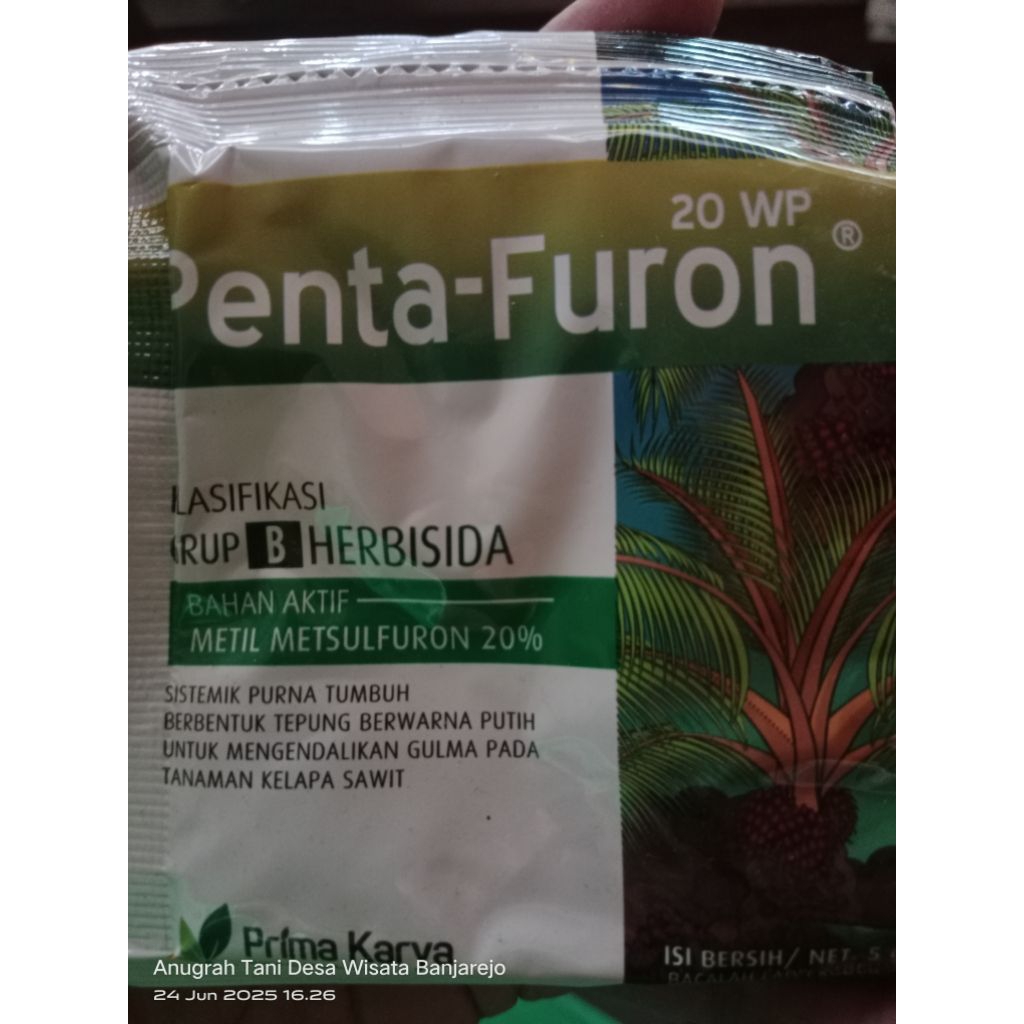 20 WP
Penta-Furon ®
LASIFIKASI
RUP B HERBISIDA
BAHAN AKTIF
METIL METSULFURON 20%
SISTEMIK PURNA TUMBUH
BERBENTUK TEPUNG BERWARNA PUTIH
UNTUK MENGENDALIKAN GULMA PADA
TANAMAN KELAPA SAWIT
Prima Karya
ISI BERSIH/ NET. 5
Anugrah Tani Desa Wisata Banjarejo
24 Jun 2025 16.26